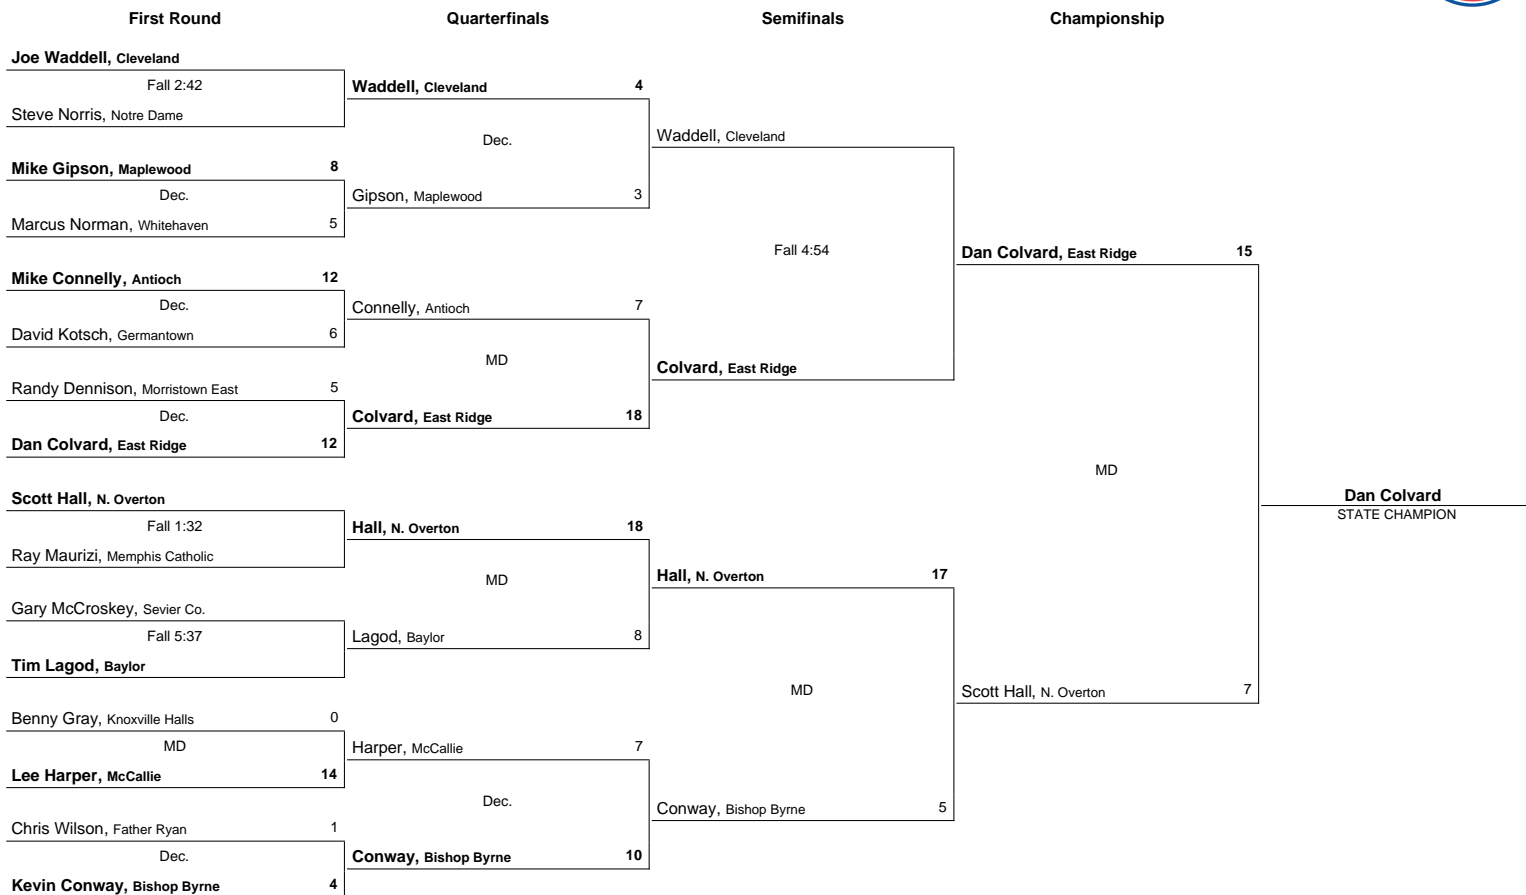 First Round Quarterfinals Semifinals Championship
Joe Waddell, Cleveland
Fall 2:42
Waddell, Cleveland 4
Steve Norris, Notre Dame
Dec.
Waddell, Cleveland
Mike Gipson, Maplewood 8
Dec.
Gipson, Maplewood 3
Marcus Norman, Whitehaven 5
Fall 4:54
Dan Colvard, East Ridge 15
Mike Connelly, Antioch 12
Dec.
Connelly, Antioch 7
David Kotsch, Germantown 6
MD
Colvard, East Ridge
Randy Dennison, Morristown East 5
Dec.
Colvard, East Ridge 18
Dan Colvard, East Ridge 12
MD
Dan Colvard
STATE CHAMPION
Scott Hall, N. Overton
Fall 1:32
Hall, N. Overton 18
Ray Maurizi, Memphis Catholic
MD
Hall, N. Overton 17
Gary McCroskey, Sevier Co.
Fall 5:37
Lagod, Baylor 8
Tim Lagod, Baylor
MD
Scott Hall, N. Overton 7
Benny Gray, Knoxville Halls 0
MD
Harper, McCallie 7
Lee Harper, McCallie 14
Dec.
Conway, Bishop Byrne 5
Chris Wilson, Father Ryan 1
Dec.
Conway, Bishop Byrne 10
Kevin Conway, Bishop Byrne 4